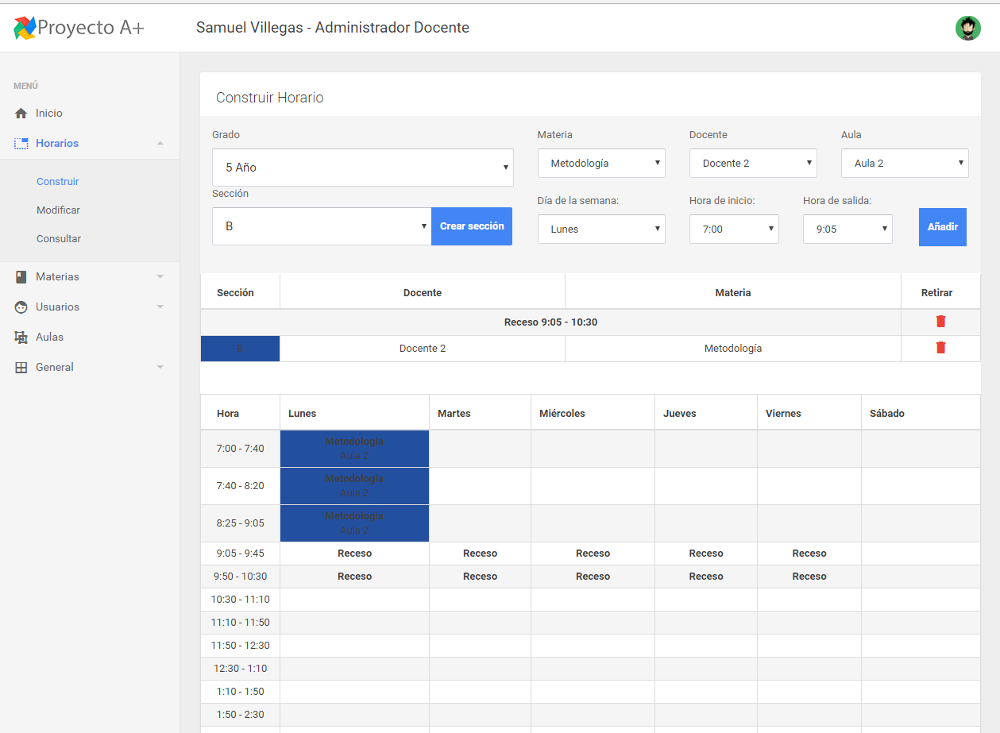 Proyecto A+
Samuel Villegas - Administrador Docente
MENÚ
Inicio
Horarios
Construir
Modificar
Consultar
Materias
Usuarios
Aulas
General
Construir Horario
Grado
5 Año
Sección
B
Crear sección
Materia
Metodología
Docente
Docente 2
Aula
Aula 2
Día de la semana:
Lunes
Hora de inicio:
7:00
Hora de salida:
9:05
Añadir
Sección Docente Materia Retirar
Receso 9:05 - 10:30
B Docente 2 Metodología
Hora Lunes Martes Miércoles Jueves Viernes Sábado
7:00 - 7:40 Metodología
Aula 2
7:40 - 8:20 Metodología
Aula 2
8:25 - 9:05 Metodología
Aula 2
9:05 - 9:45 Receso Receso Receso Receso Receso
9:50 - 10:30 Receso Receso Receso Receso Receso
10:30 - 11:10
11:10 - 11:50
11:50 - 12:30
12:30 - 1:10
1:10 - 1:50
1:50 - 2:30